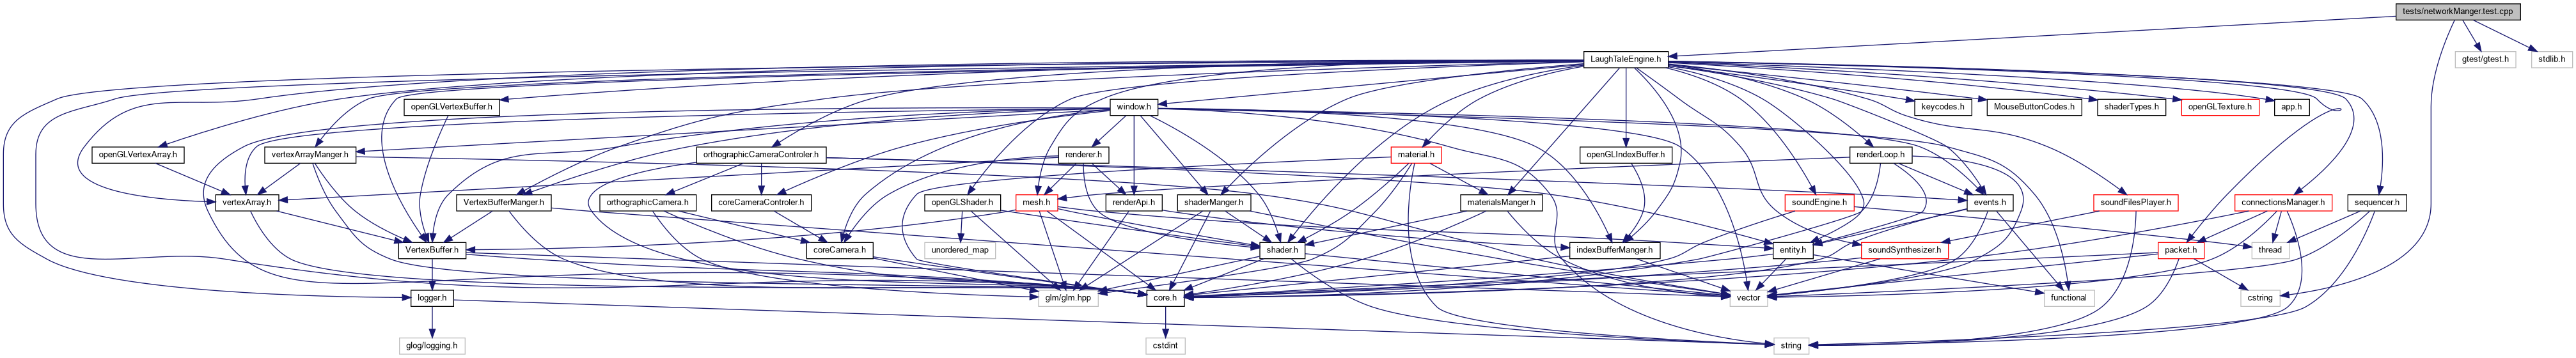 tests/networkManger.test.cpp
LaughTaleEngine.h
gtest/gtest.h
stdlib.h
openGLVertexBuffer.h
window.h
keycodes.h
MouseButtonCodes.h
shaderTypes.h
openGLTexture.h
app.h
openGLVertexArray.h
vertexArrayManger.h
orthographicCameraControler.h
renderer.h
material.h
openGLIndexBuffer.h
renderLoop.h
vertexArray.h
VertexBufferManger.h
orthographicCamera.h
coreCameraControler.h
openGLShader.h
mesh.h
renderApi.h
shaderManger.h
materialsManger.h
soundEngine.h
events.h
soundFilesPlayer.h
connectionsManager.h
sequencer.h
VertexBuffer.h
coreCamera.h
unordered_map
shader.h
indexBufferManger.h
entity.h
soundSynthesizer.h
packet.h
thread
logger.h
glm/glm.hpp
core.h
vector
functional
cstring
glog/logging.h
cstdint
string